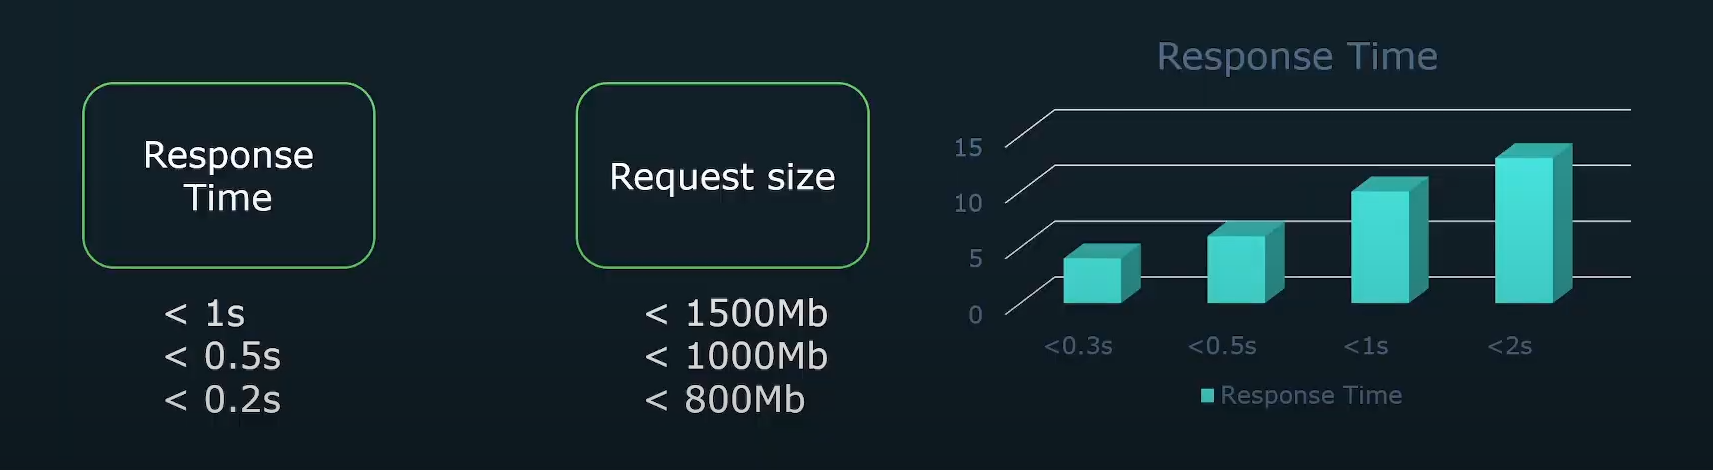 Response
Time
< 1s
< 0.5s
< 0.2s
Request size
< 1500Mb
< 1000Mb
< 800Mb
Response Time
15
10
5
0
<0.3s <0.5s <1s <2s
Response Time